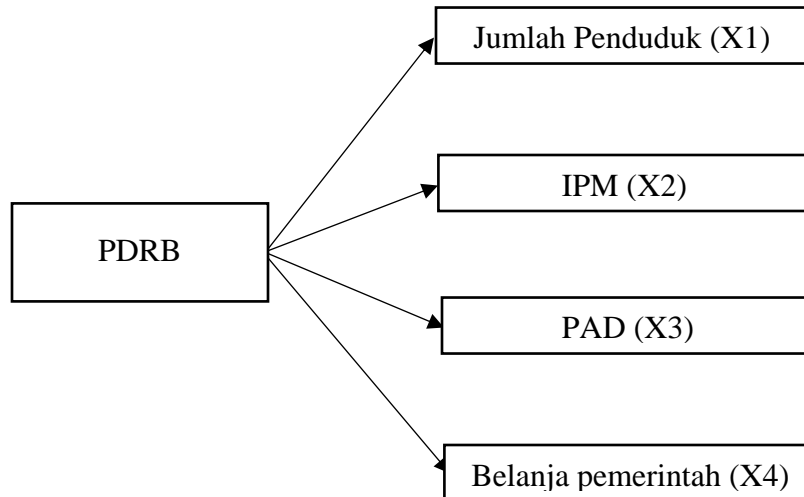 Jumlah Penduduk (X1)
IPM (X2)
PDRB
PAD (X3)
Belanja pemerintah (X4)